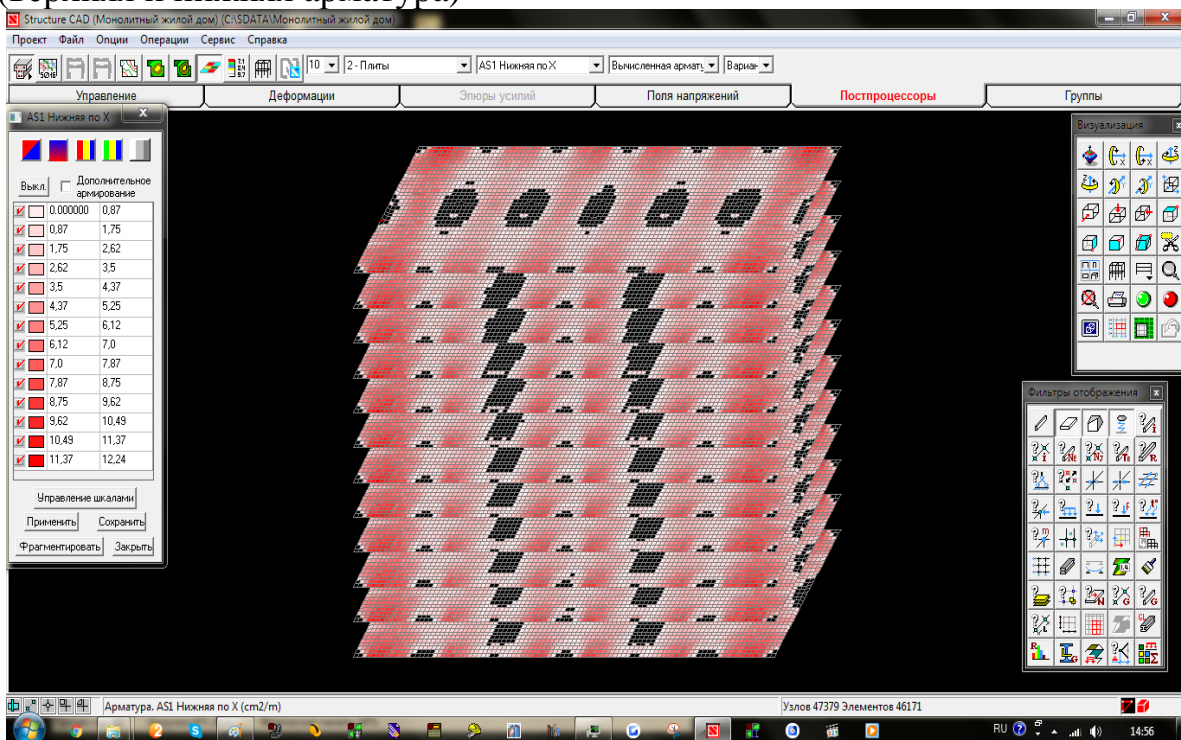 (верхняя и нижняя арматура)
Structure CAD (Монолитный жилой дом) (C:\SDATA\Монолитный жилой дом)
Проект Файл Опции Операции Сервис Справка
10 2 - Плиты AS1 Нижняя по X Вычисленная армат Вариан
Управление Деформации Эпюры усилий Поля напряжений Постпроцессоры Группы
AS1 Нижняя по X
Выкл. Дополнительное армирование
0.000000 0,87
0,87 1,75
1,75 2,62
2,62 3,5
3,5 4,37
4,37 5,25
5,25 6,12
6,12 7,0
7,0 7,87
7,87 8,75
8,75 9,62
9,62 10,49
10,49 11,37
11,37 12,24
Управление шкалами
Применить Сохранить
Фрагментировать Закрыть
Визуализация
Фильтры отображения
Арматура. AS1 Нижняя по X (cm2/m) Узлов 47379 Элементов 46171
RU 14:56